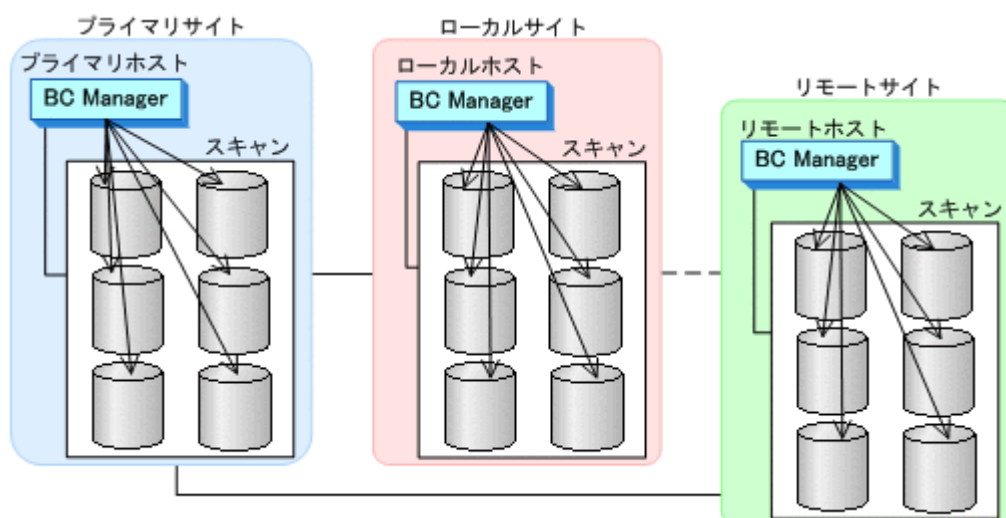 プライマリサイト
プライマリホスト
BC Manager
スキャン
ローカルサイト
ローカルホスト
BC Manager
スキャン
リモートサイト
リモートホスト
BC Manager
スキャン